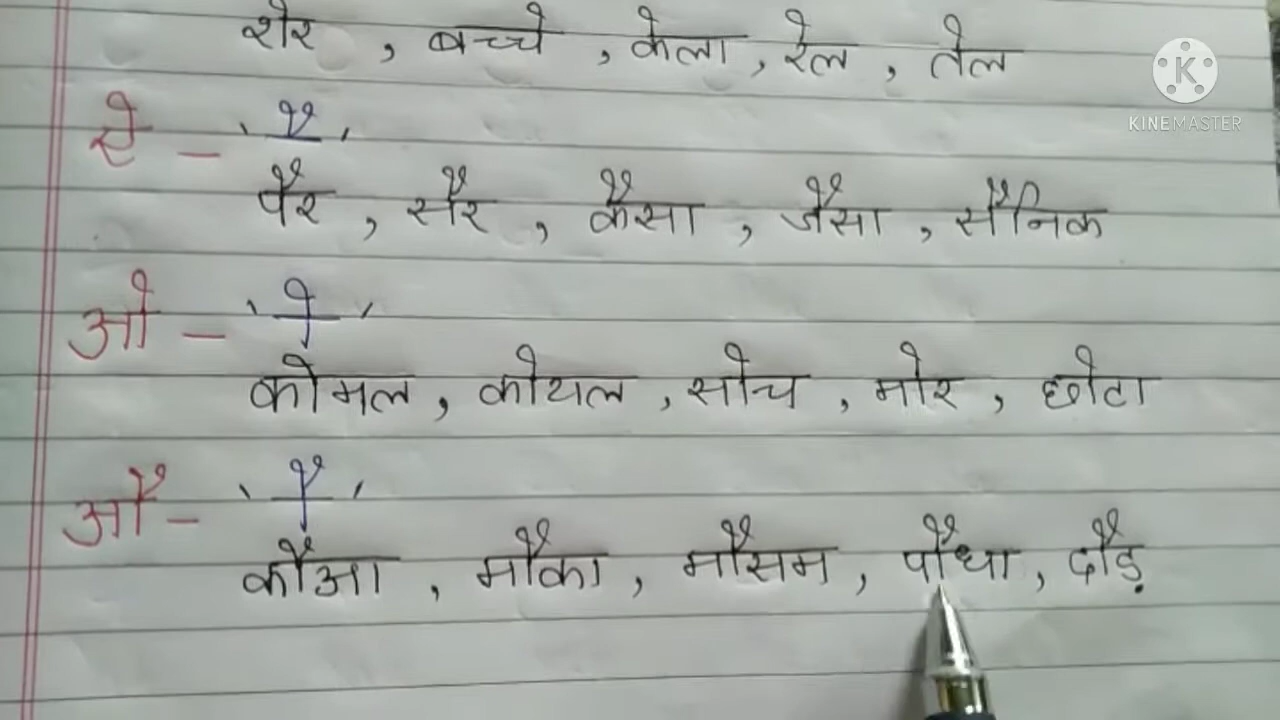 शेर , बच्चे , केला , रेल , तेल
K
KINEMASTER
ऐ - ' ै '
पैर , सैर , कैसा , जैसा , सैनिक
ओ - ' ो '
कोमल , कोयल , सोच , मोर , छोटा
औ - ' ौ '
कौआ , मौका , मौसम , पौधा , दौड़